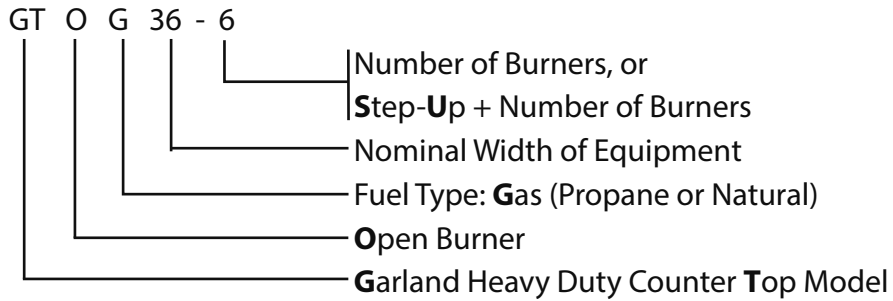 GT O G 36 - 6
Number of Burners, or
Step-Up + Number of Burners
Nominal Width of Equipment
Fuel Type: Gas (Propane or Natural)
Open Burner
Garland Heavy Duty Counter Top Model